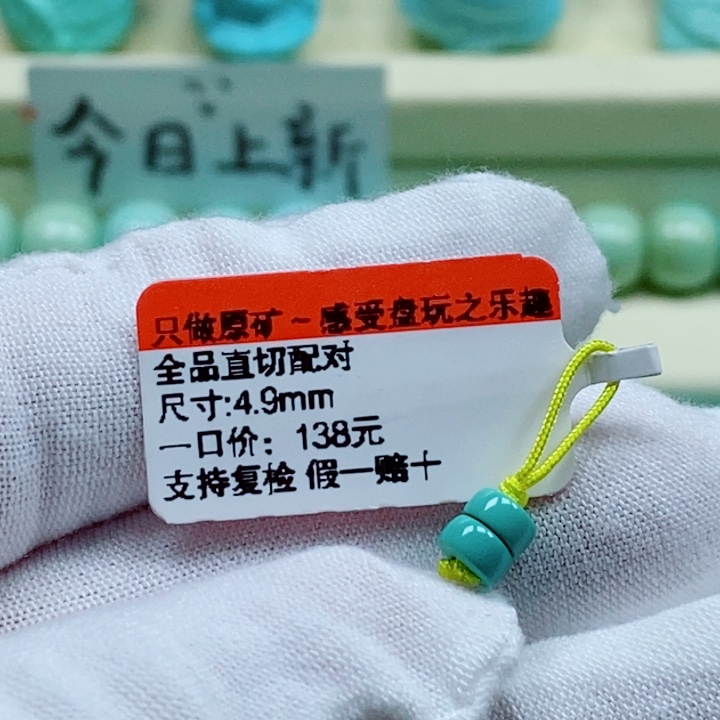 今日上新
只做原矿~感受盘玩之乐趣
全品直切配对
尺寸:4.9mm
一口价：138元
支持复检 假一赔十